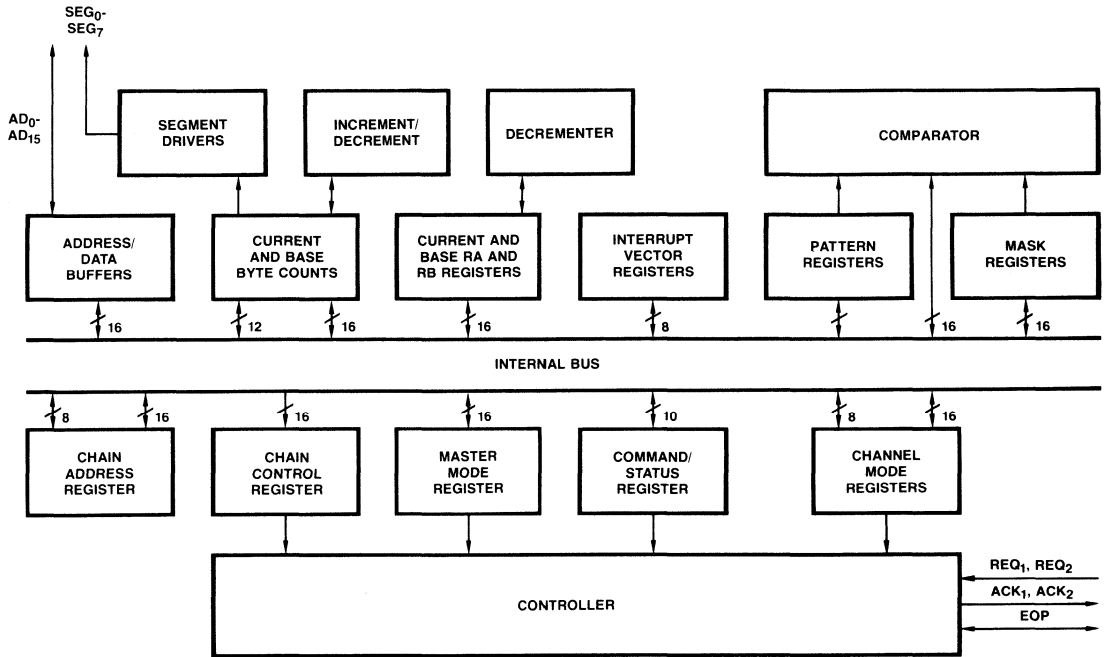 SEG0-
SEG7
AD0-
AD15
SEGMENT
DRIVERS
INCREMENT/
DECREMENT
DECREMENTER
COMPARATOR
ADDRESS/
DATA
BUFFERS
CURRENT
AND BASE
BYTE COUNTS
CURRENT AND
BASE RA AND
RB REGISTERS
INTERRUPT
VECTOR
REGISTERS
PATTERN
REGISTERS
MASK
REGISTERS
16
12
16
16
8
16
16
INTERNAL BUS
8
16
16
16
10
8
16
CHAIN
ADDRESS
REGISTER
CHAIN
CONTROL
REGISTER
MASTER
MODE
REGISTER
COMMAND/
STATUS
REGISTER
CHANNEL
MODE
REGISTERS
CONTROLLER
REQ1, REQ2
ACK1, ACK2
EOP